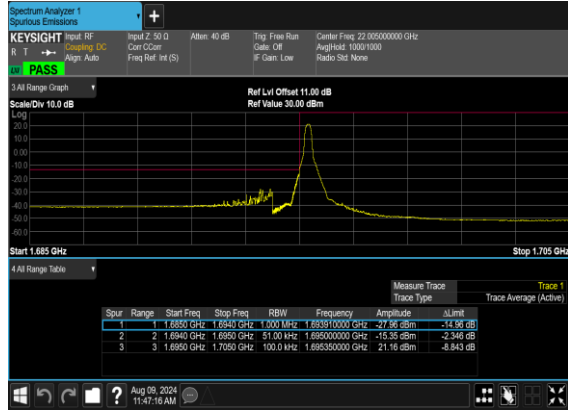 Spectrum Analyzer 1
Spurious Emissions
+
KEYSIGHT Input: RF Input Z: 50 Ω Atten: 40 dB Trig: Free Run Center Freq: 22.005000000 GHz
R T Coupling: DC Corr CCorr Gate: Off Avg|Hold: 1000/1000
Align: Auto Freq Ref: Int (S) IF Gain: Low Radio Std: None
PASS
3 All Range Graph
Ref Lvl Offset 11.00 dB
Scale/Div 10.0 dB Ref Value 30.00 dBm
Log
20.0
10.0
0.00
-10.0
-20.0
-30.0
-40.0
-50.0
-60.0
Start 1.685 GHz Stop 1.705 GHz
4 All Range Table
Measure Trace Trace 1
Trace Type Trace Average (Active)
Spur Range Start Freq Stop Freq RBW Frequency Amplitude ΔLimit
1 1 1.6850 GHz 1.6940 GHz 1.000 MHz 1.693910000 GHz -27.96 dBm -14.96 dB
2 2 1.6940 GHz 1.6950 GHz 51.00 kHz 1.695000000 GHz -15.35 dBm -2.346 dB
3 3 1.6950 GHz 1.7050 GHz 100.0 kHz 1.695350000 GHz 21.16 dBm -8.843 dB
? Aug 09, 2024
11:47:16 AM